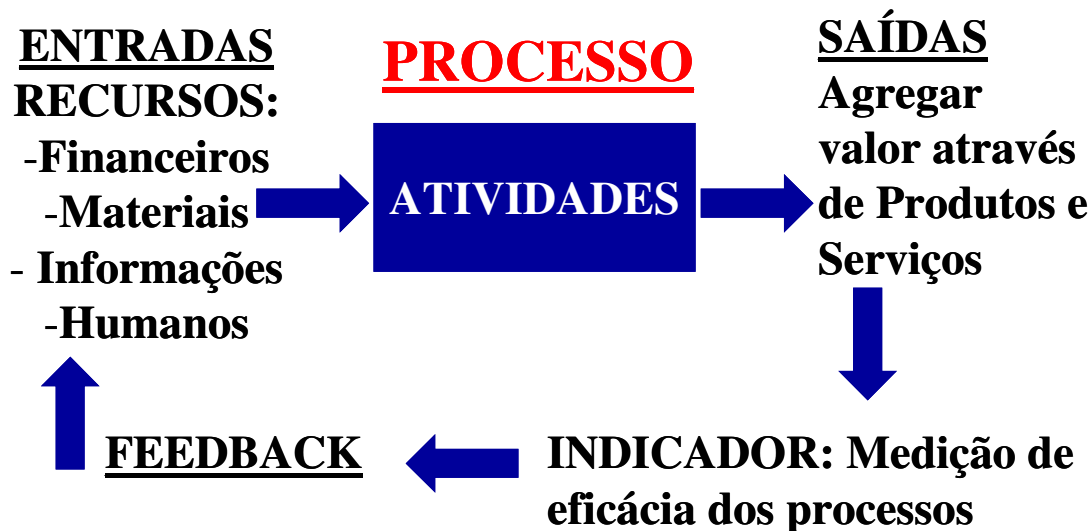 ENTRADAS
RECURSOS:
-Financeiros
-Materiais
- Informações
-Humanos
PROCESSO
ATIVIDADES
SAÍDAS
Agregar
valor através
de Produtos e
Serviços
INDICADOR: Medição de
eficácia dos processos
FEEDBACK